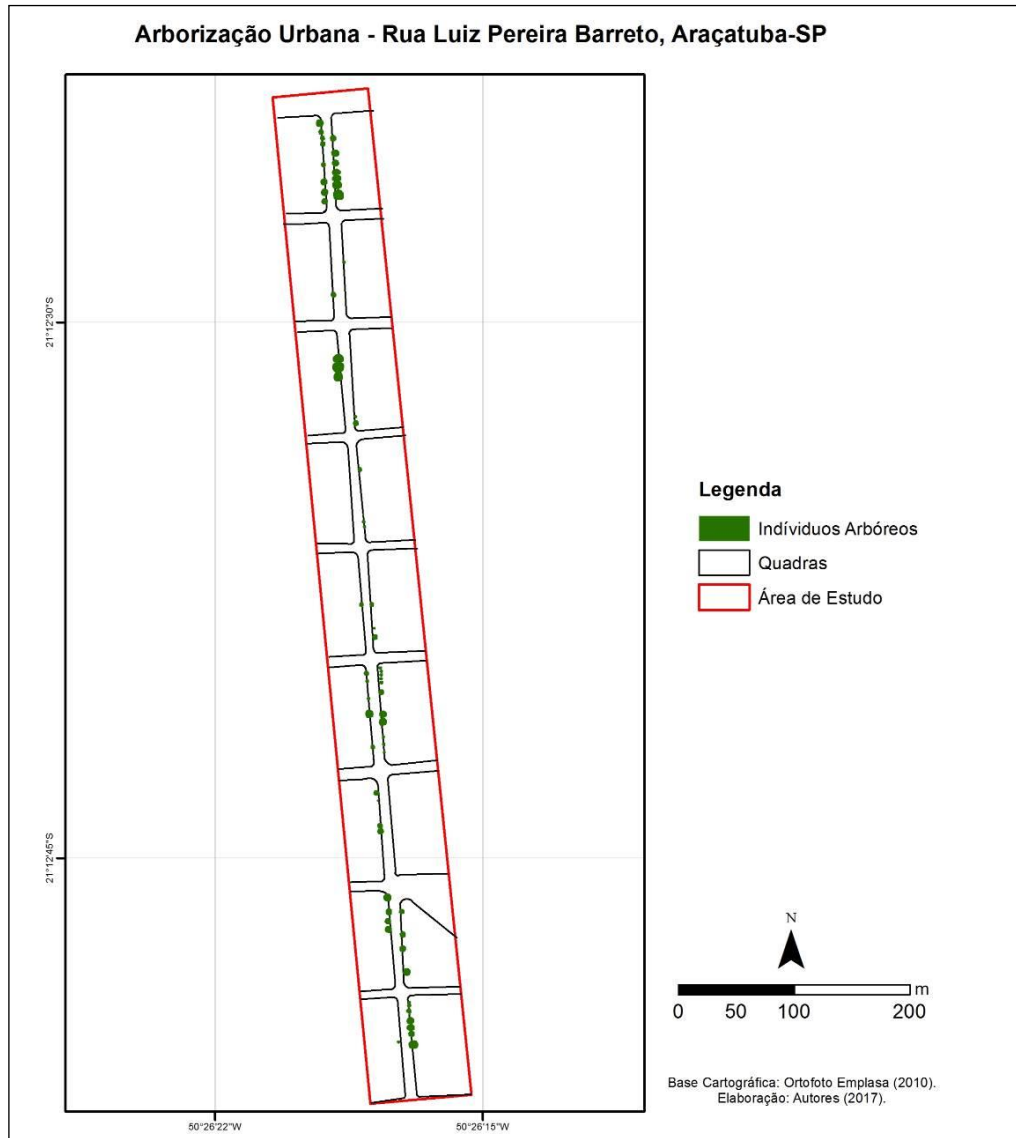 Arborização Urbana - Rua Luiz Pereira Barreto, Araçatuba-SP
21°12'30"S
21°12'45"S
50°26'22"W
50°26'15"W
Legenda
Indíviduos Arbóreos
Quadras
Área de Estudo
N
m
0 50 100 200
Base Cartográfica: Ortofoto Emplasa (2010).
Elaboração: Autores (2017).